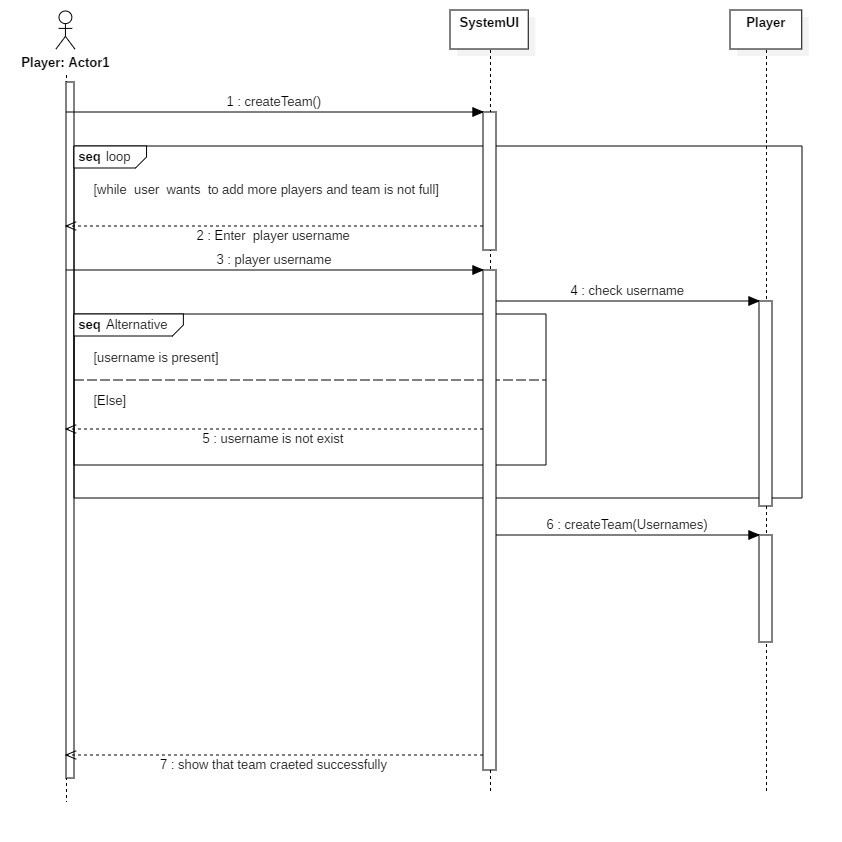 SystemUI
Player
Player: Actor1
1 : createTeam()
seq loop
[while  user  wants  to add more players and team is not full]
2 : Enter  player username
3 : player username
4 : check username
seq Alternative
[username is present]
[Else]
5 : username is not exist
6 : createTeam(Usernames)
7 : show that team craeted successfully